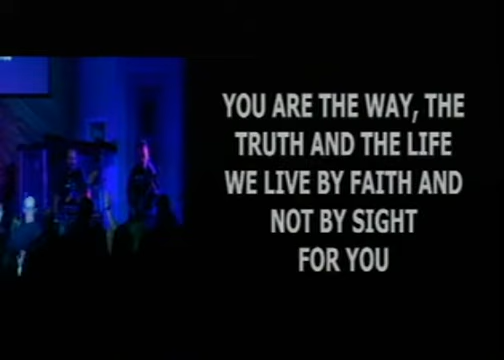 YOU ARE THE WAY, THE
TRUTH AND THE LIFE
WE LIVE BY FAITH AND
NOT BY SIGHT
FOR YOU